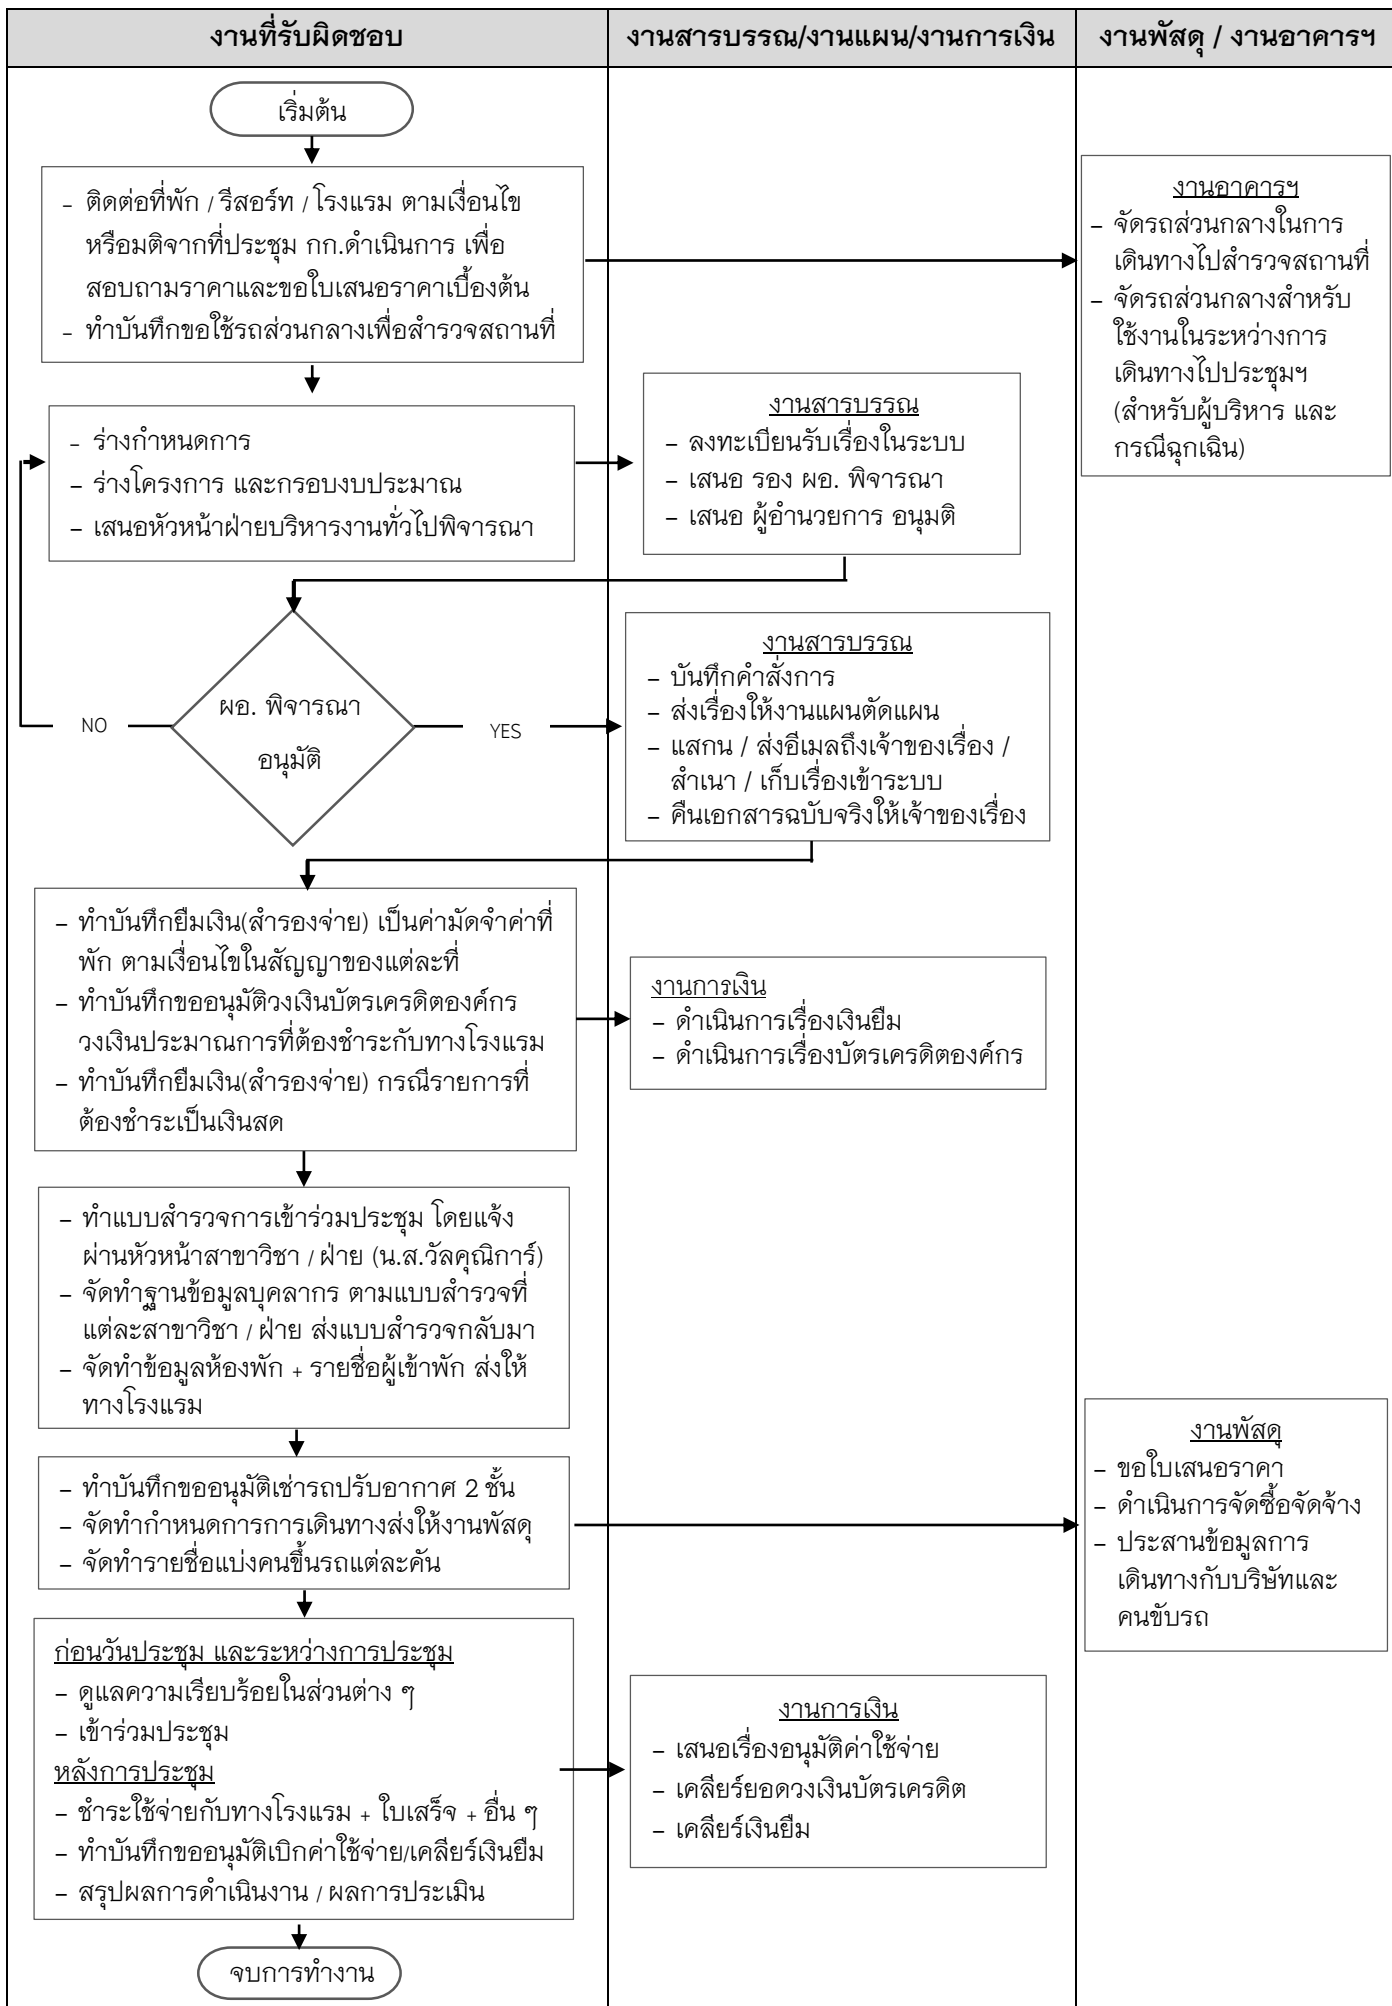 งานที่รับผิดชอบ
งานสารบรรณ/งานแผน/งานการเงิน
งานพัสดุ / งานอาคารฯ
เริ่มต้น
- ติดต่อที่พัก / รีสอร์ท / โรงแรม ตามเงื่อนไข
หรือมติจากที่ประชุม กก.ดำเนินการ เพื่อ
สอบถามราคาและขอใบเสนอราคาเบื้องต้น
- ทำบันทึกขอใช้รถส่วนกลางเพื่อสำรวจสถานที่
งานอาคารฯ
- จัดรถส่วนกลางในการ
เดินทางไปสำรวจสถานที่
- จัดรถส่วนกลางสำหรับ
ใช้งานในระหว่างการ
เดินทางไปประชุมฯ
(สำหรับผู้บริหาร และ
กรณีฉุกเฉิน)
- ร่างกำหนดการ
- ร่างโครงการ และกรอบงบประมาณ
- เสนอหัวหน้าฝ่ายบริหารงานทั่วไปพิจารณา
งานสารบรรณ
- ลงทะเบียนรับเรื่องในระบบ
- เสนอ รอง ผอ. พิจารณา
- เสนอ ผู้อำนวยการ อนุมติ
ผอ. พิจารณา
อนุมัติ
NO
YES
งานสารบรรณ
- บันทึกคำสั่งการ
- ส่งเรื่องให้งานแผนตัดแผน
- แสกน / ส่งอีเมลถึงเจ้าของเรื่อง /
สำเนา / เก็บเรื่องเข้าระบบ
- คืนเอกสารฉบับจริงให้เจ้าของเรื่อง
- ทำบันทึกยืมเงิน(สำรองจ่าย) เป็นค่ามัดจำค่าที่
พัก ตามเงื่อนไขในสัญญาของแต่ละที่
- ทำบันทึกขออนุมัติวงเงินบัตรเครดิตองค์กร
วงเงินประมาณการที่ต้องชำระกับทางโรงแรม
- ทำบันทึกยืมเงิน(สำรองจ่าย) กรณีรายการที่
ต้องชำระเป็นเงินสด
งานการเงิน
- ดำเนินการเรื่องเงินยืม
- ดำเนินการเรื่องบัตรเครดิตองค์กร
- ทำแบบสำรวจการเข้าร่วมประชุม โดยแจ้ง
ผ่านหัวหน้าสาขาวิชา / ฝ่าย (น.ส.วัลคุณิการ์)
- จัดทำฐานข้อมูลบุคลากร ตามแบบสำรวจที่
แต่ละสาขาวิชา / ฝ่าย ส่งแบบสำรวจกลับมา
- จัดทำข้อมูลห้องพัก + รายชื่อผู้เข้าพัก ส่งให้
ทางโรงแรม
- ทำบันทึกขออนุมัติเช่ารถปรับอากาศ 2 ชั้น
- จัดทำกำหนดการการเดินทางส่งให้งานพัสดุ
- จัดทำรายชื่อแบ่งคนขึ้นรถแต่ละคัน
งานพัสดุ
- ขอใบเสนอราคา
- ดำเนินการจัดซื้อจัดจ้าง
- ประสานข้อมูลการ
เดินทางกับบริษัทและ
คนขับรถ
ก่อนวันประชุม และระหว่างการประชุม
- ดูแลความเรียบร้อยในส่วนต่าง ๆ
- เข้าร่วมประชุม
หลังการประชุม
- ชำระใช้จ่ายกับทางโรงแรม + ใบเสร็จ + อื่น ๆ
- ทำบันทึกขออนุมัติเบิกค่าใช้จ่าย/เคลียร์เงินยืม
- สรุปผลการดำเนินงาน / ผลการประเมิน
งานการเงิน
- เสนอเรื่องอนุมัติค่าใช้จ่าย
- เคลียร์ยอดวงเงินบัตรเครดิต
- เคลียร์เงินยืม
จบการทำงาน